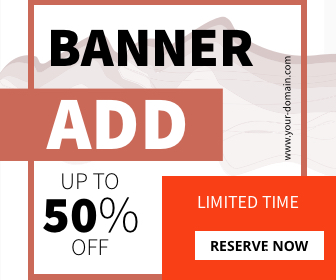 BANNER
ADD
www.your-domain.com
UP TO
50%
OFF
LIMITED TIME
RESERVE NOW